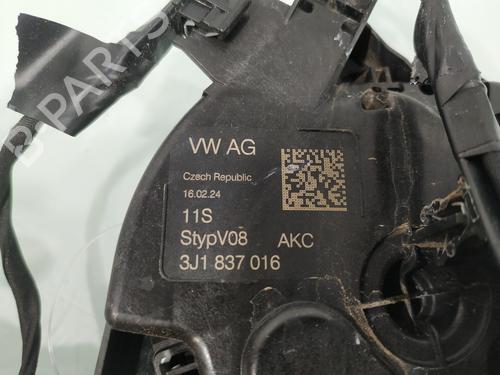 VW AG
Czech Republic
16.02.24
11S
StypV08 AKC
3J1 837 016
B-PARTS